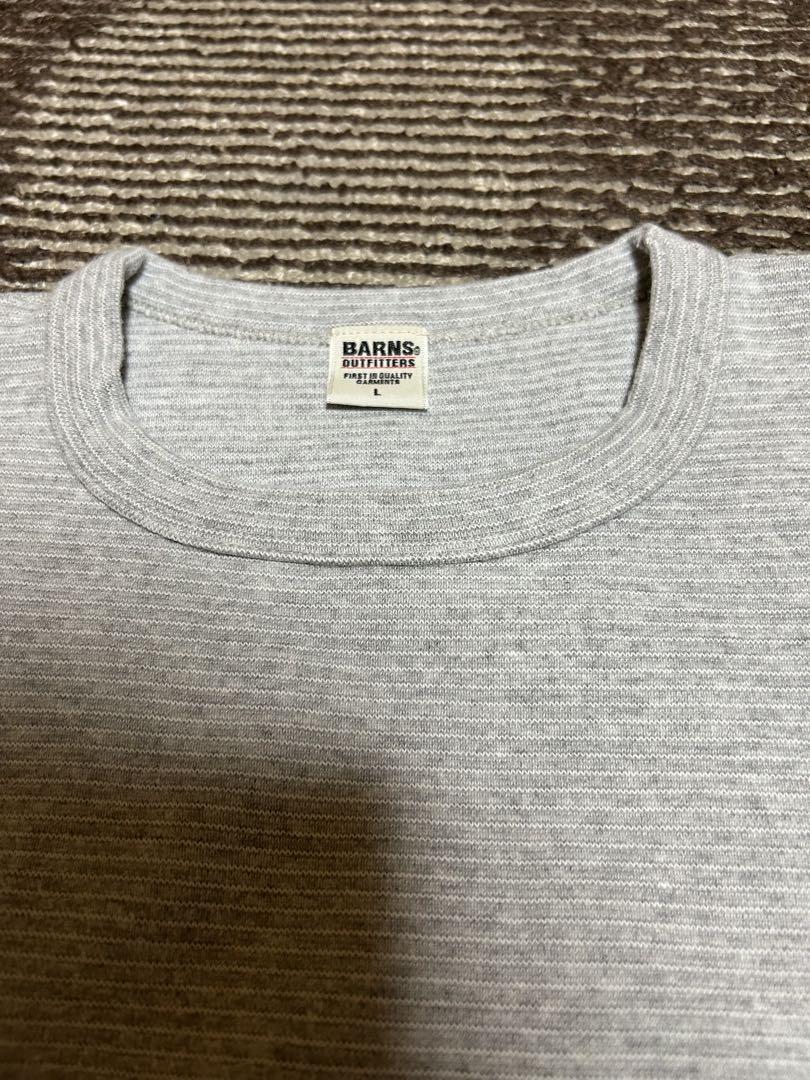 BARNS
OUTFITTERS
FIRST IN QUALITY
GARMENTS
L